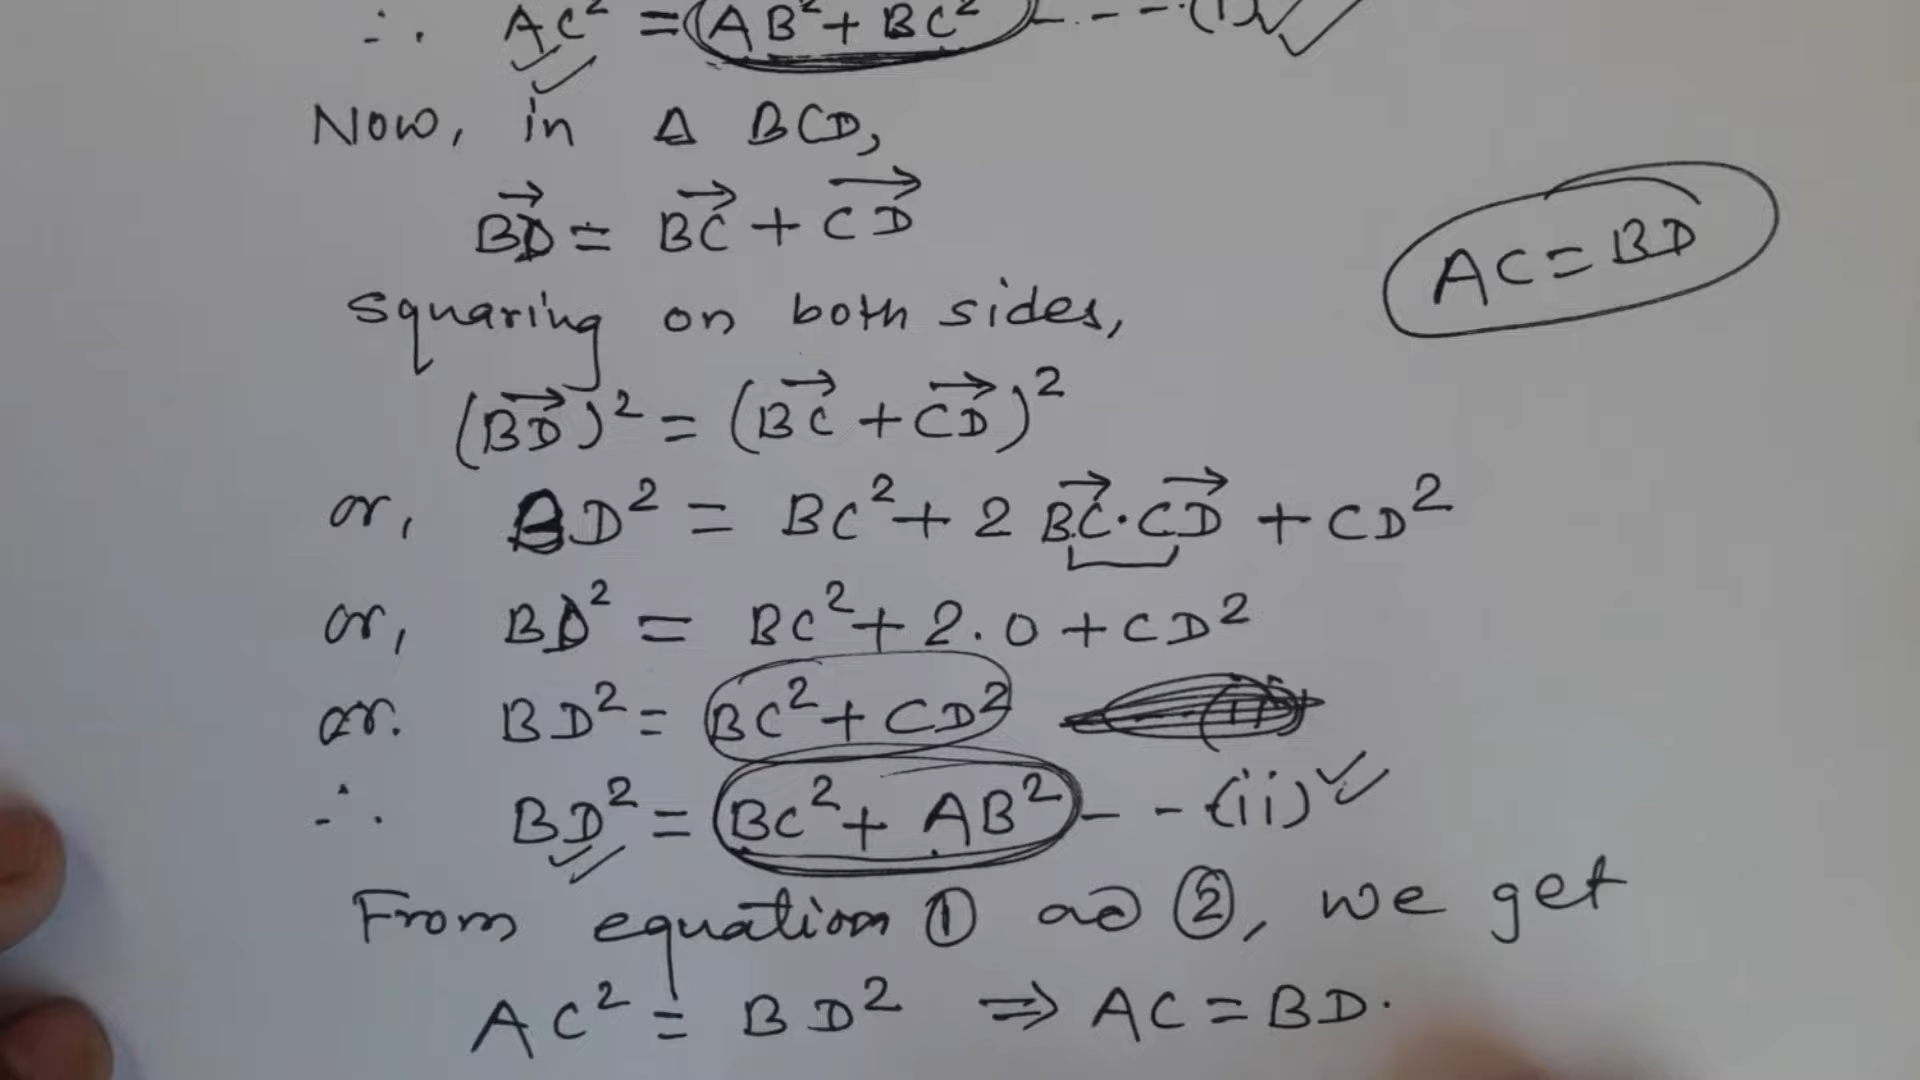 ∴ AC² = AB² + BC² ---- (i)
Now, in Δ BCD,
BD→ = BC→ + CD→
AC = BD
Squaring on both sides,
(BD→)² = (BC→ + CD→)²
or, BD² = BC² + 2 BC→·CD→ + CD²
or, BD² = BC² + 2.0 + CD²
or. BD² = BC² + CD²
∴ BD² = BC² + AB² -- (ii)
From equation ① ②, we get
AC² = BD² ⇒ AC = BD.